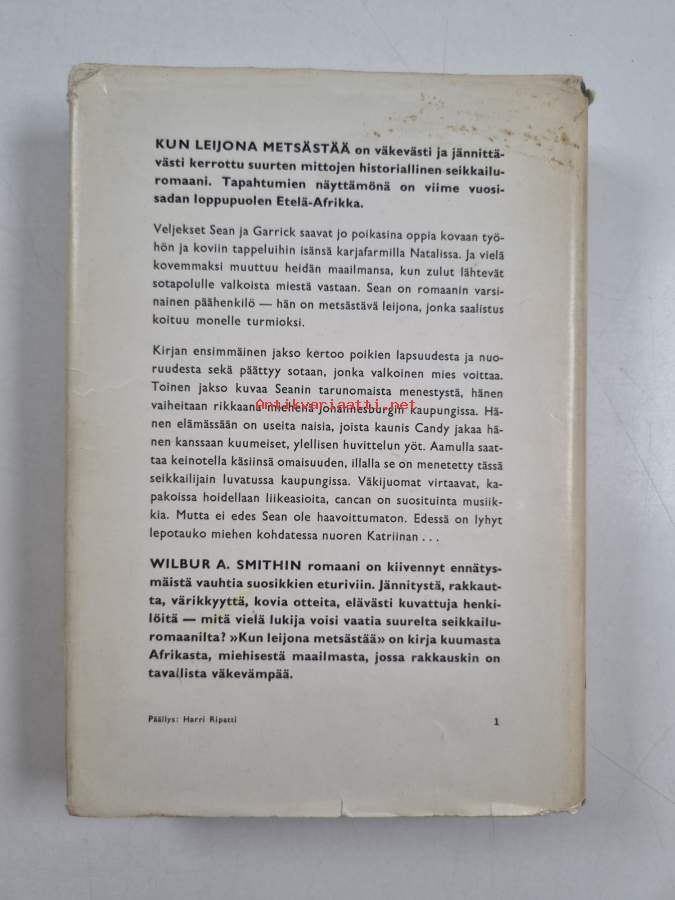 KUN LEIJONA METSÄSTÄÄ on väkevästi ja jännittä-
västi kerrottu suurten mittojen historiallinen seikkailu-
romaani. Tapahtumien näyttämönä on viime vuosi-
sadan loppupuolen Etelä-Afrikka.
Veljekset Sean ja Garrick saavat jo poikasina oppia kovaan työ-
hön ja koviin tappeluihin isänsä karjafarmilla Natalissa. Ja vielä
kovemmaksi muuttuu heidän maailmansa, kun zulut lähtevät
sotapolulle valkoista miestä vastaan. Sean on romaanin varsi-
nainen päähenkilö — hän on metsästävä leijona, jonka saalistus
koituu monelle turmioksi.
Kirjan ensimmäinen jakso kertoo poikien lapsuudesta ja nuo-
ruudesta sekä päättyy sotaan, jonka valkoinen mies voittaa.
Toinen jakso kuvaa Seanin tarunomaista menestystä, hänen
vaiheitaan rikkaana miehenä Johannesburgin kaupungissa. Hä-
Antikvariaatti.net
nen elämässään on useita naisia, joista kaunis Candy jakaa hä-
nen kanssaan kuumeiset, ylellisen huvittelun yöt. Aamulla saat-
taa keinotella käsiinsä omaisuuden, illalla se on menetetty tässä
seikkailijain luvatussa kaupungissa. Väkijuomat virtaavat, ka-
pakoissa hoidellaan liikeasioita, cancan on suosituinta musiik-
kia. Mutta ei edes Sean ole haavoittumaton. Edessä on lyhyt
lepotauko miehen kohdatessa nuoren Katriinan . . .
WILBUR A. SMITHIN romaani on kiivennyt ennätys-
mäistä vauhtia suosikkien eturiviin. Jännitystä, rakkaut-
ta, värikkyyttä, kovia otteita, elävästi kuvattuja henki-
löitä — mitä vielä lukija voisi vaatia suurelta seikkailu-
romaanilta? »Kun leijona metsästää» on kirja kuumasta
Afrikasta, miehisestä maailmasta, jossa rakkauskin on
tavallista väkevämpää.
Päällys: Harri Ripatti 1